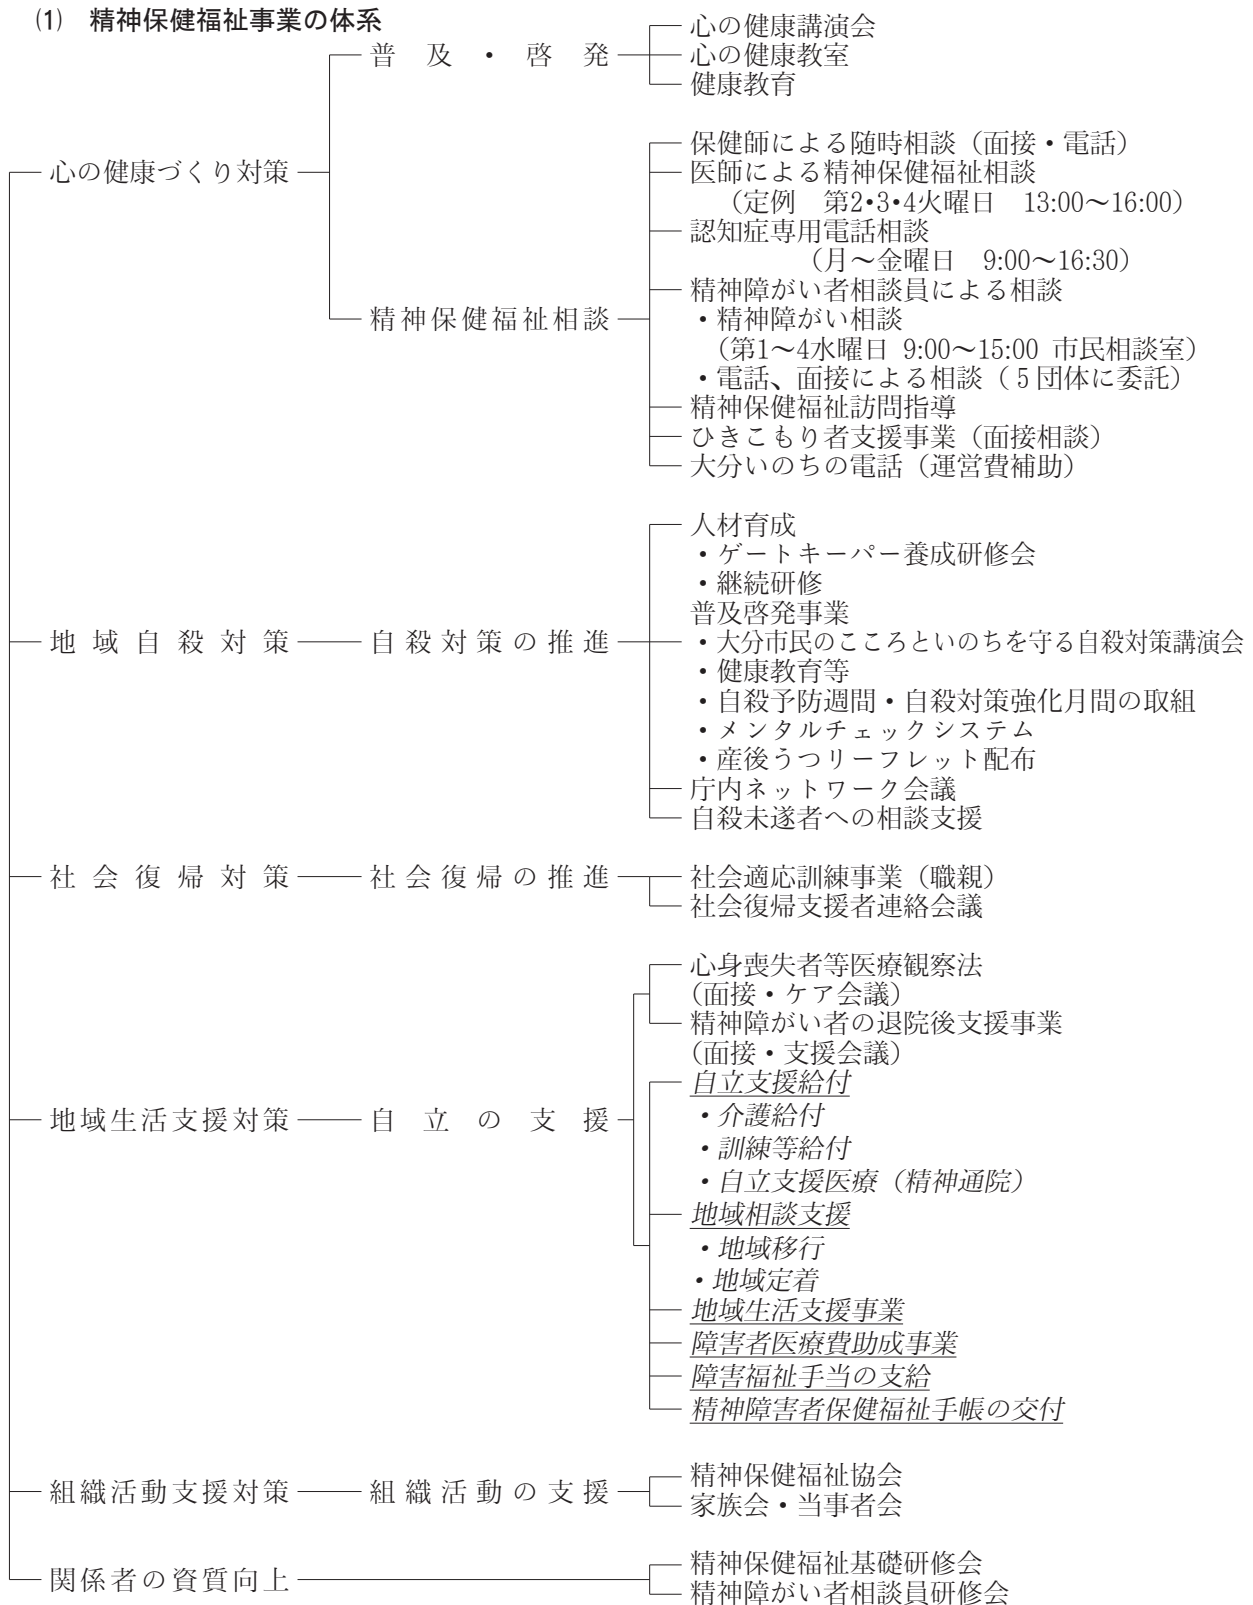 (1)　精神保健福祉事業の体系
心の健康づくり対策
普及・啓発
心の健康講演会
心の健康教室
健康教育
精神保健福祉相談
保健師による随時相談（面接・電話）
医師による精神保健福祉相談
（定例　第2・3・4火曜日　13:00～16:00）
認知症専用電話相談
（月～金曜日　9:00～16:30）
精神障がい者相談員による相談
・精神障がい相談
（第1～4水曜日 9:00～15:00 市民相談室）
・電話、面接による相談（５団体に委託）
精神保健福祉訪問指導
ひきこもり者支援事業（面接相談）
大分いのちの電話（運営費補助）
地域自殺対策
自殺対策の推進
人材育成
・ゲートキーパー養成研修会
・継続研修
普及啓発事業
・大分市民のこころといのちを守る自殺対策講演会
・健康教育等
・自殺予防週間・自殺対策強化月間の取組
・メンタルチェックシステム
・産後うつリーフレット配布
庁内ネットワーク会議
自殺未遂者への相談支援
社会復帰対策
社会復帰の推進
社会適応訓練事業（職親）
社会復帰支援者連絡会議
地域生活支援対策
自立の支援
心身喪失者等医療観察法
（面接・ケア会議）
精神障がい者の退院後支援事業
（面接・支援会議）
自立支援給付
・介護給付
・訓練等給付
・自立支援医療（精神通院）
地域相談支援
・地域移行
・地域定着
地域生活支援事業
障害者医療費助成事業
障害福祉手当の支給
精神障害者保健福祉手帳の交付
組織活動支援対策
組織活動の支援
精神保健福祉協会
家族会・当事者会
関係者の資質向上
精神保健福祉基礎研修会
精神障がい者相談員研修会